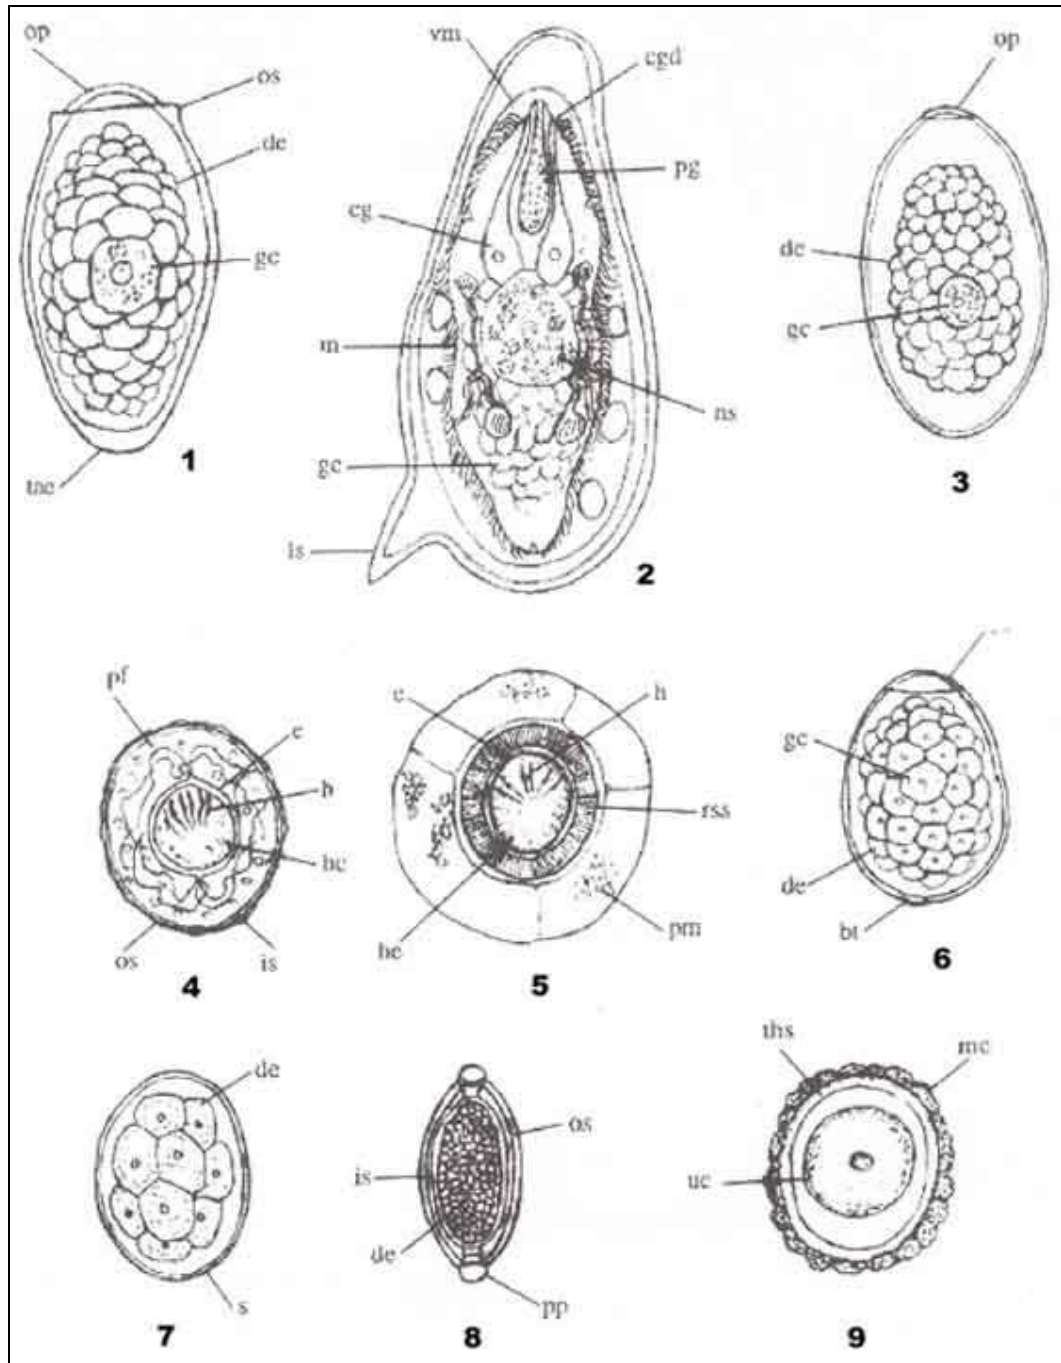 op
os
de
gc
tae
1
vm
cgd
pg
cg
m
ns
gc
is
2
op
de
gc
3
pf
e
h
hc
os
is
4
e
h
rss
he
pm
5
gc
de
bt
6
de
s
7
os
is
de
pp
8
ths
mc
uc
9